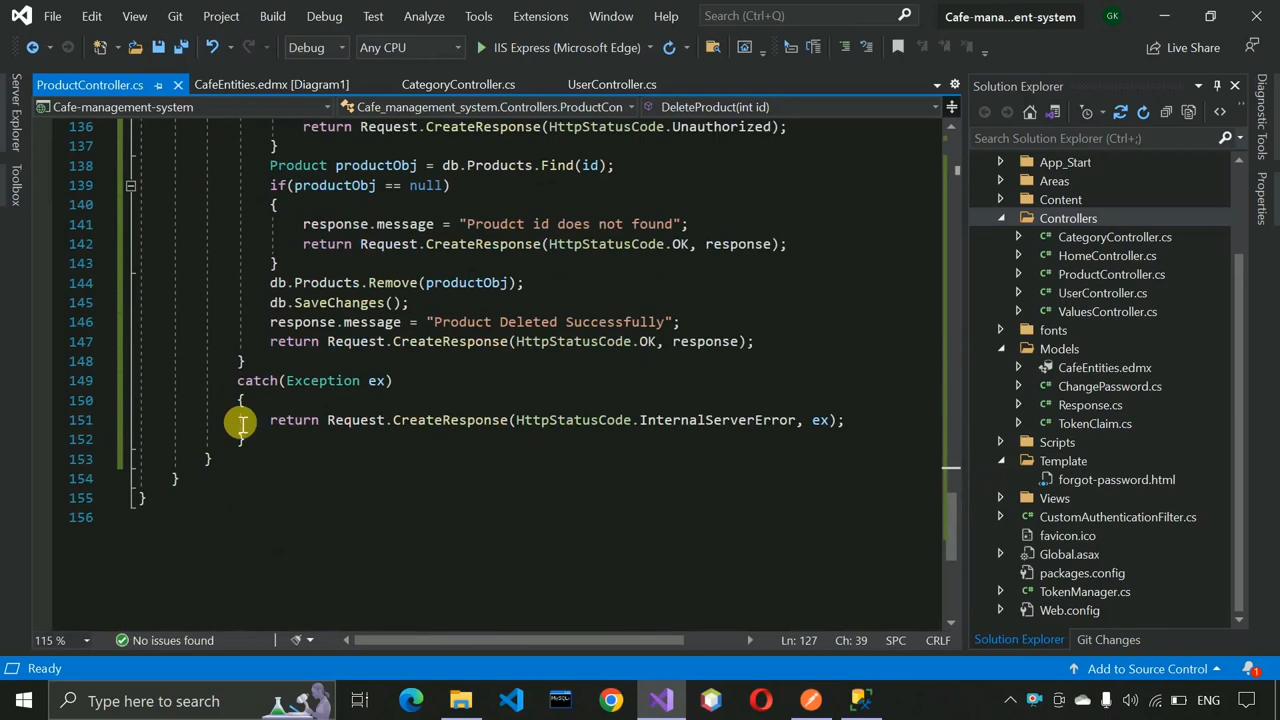 File Edit View Git Project Build Debug Test Analyze Tools Extensions Window Help Search (Ctrl+Q) Cafe-mana...ent-system GK
Debug Any CPU IIS Express (Microsoft Edge) Live Share
ProductController.cs CafeEntities.edmx [Diagram1] CategoryController.cs UserController.cs
Cafe-management-system Cafe_management_system.Controllers.ProductCon DeleteProduct(int id)
Server Explorer
Toolbox
136 return Request.CreateResponse(HttpStatusCode.Unauthorized);
137 }
138 Product productObj = db.Products.Find(id);
139 if(productObj == null)
140 {
141 response.message = "Proudct id does not found";
142 return Request.CreateResponse(HttpStatusCode.OK, response);
143 }
144 db.Products.Remove(productObj);
145 db.SaveChanges();
146 response.message = "Product Deleted Successfully";
147 return Request.CreateResponse(HttpStatusCode.OK, response);
148 }
149 catch(Exception ex)
150 {
151 return Request.CreateResponse(HttpStatusCode.InternalServerError, ex);
152 }
153 }
154 }
155 }
156
115 % No issues found Ln: 127 Ch: 39 SPC CRLF
Solution Explorer
Search Solution Explorer (Ctrl+;)
App_Start
Areas
Content
Controllers
CategoryController.cs
HomeController.cs
ProductController.cs
UserController.cs
ValuesController.cs
fonts
Models
CafeEntities.edmx
ChangePassword.cs
Response.cs
TokenClaim.cs
Scripts
Template
forgot-password.html
Views
CustomAuthenticationFilter.cs
favicon.ico
Global.asax
packages.config
TokenManager.cs
Web.config
Solution Explorer Git Changes
Diagnostic Tools
Properties
Ready Add to Source Control 1
Type here to search ENG